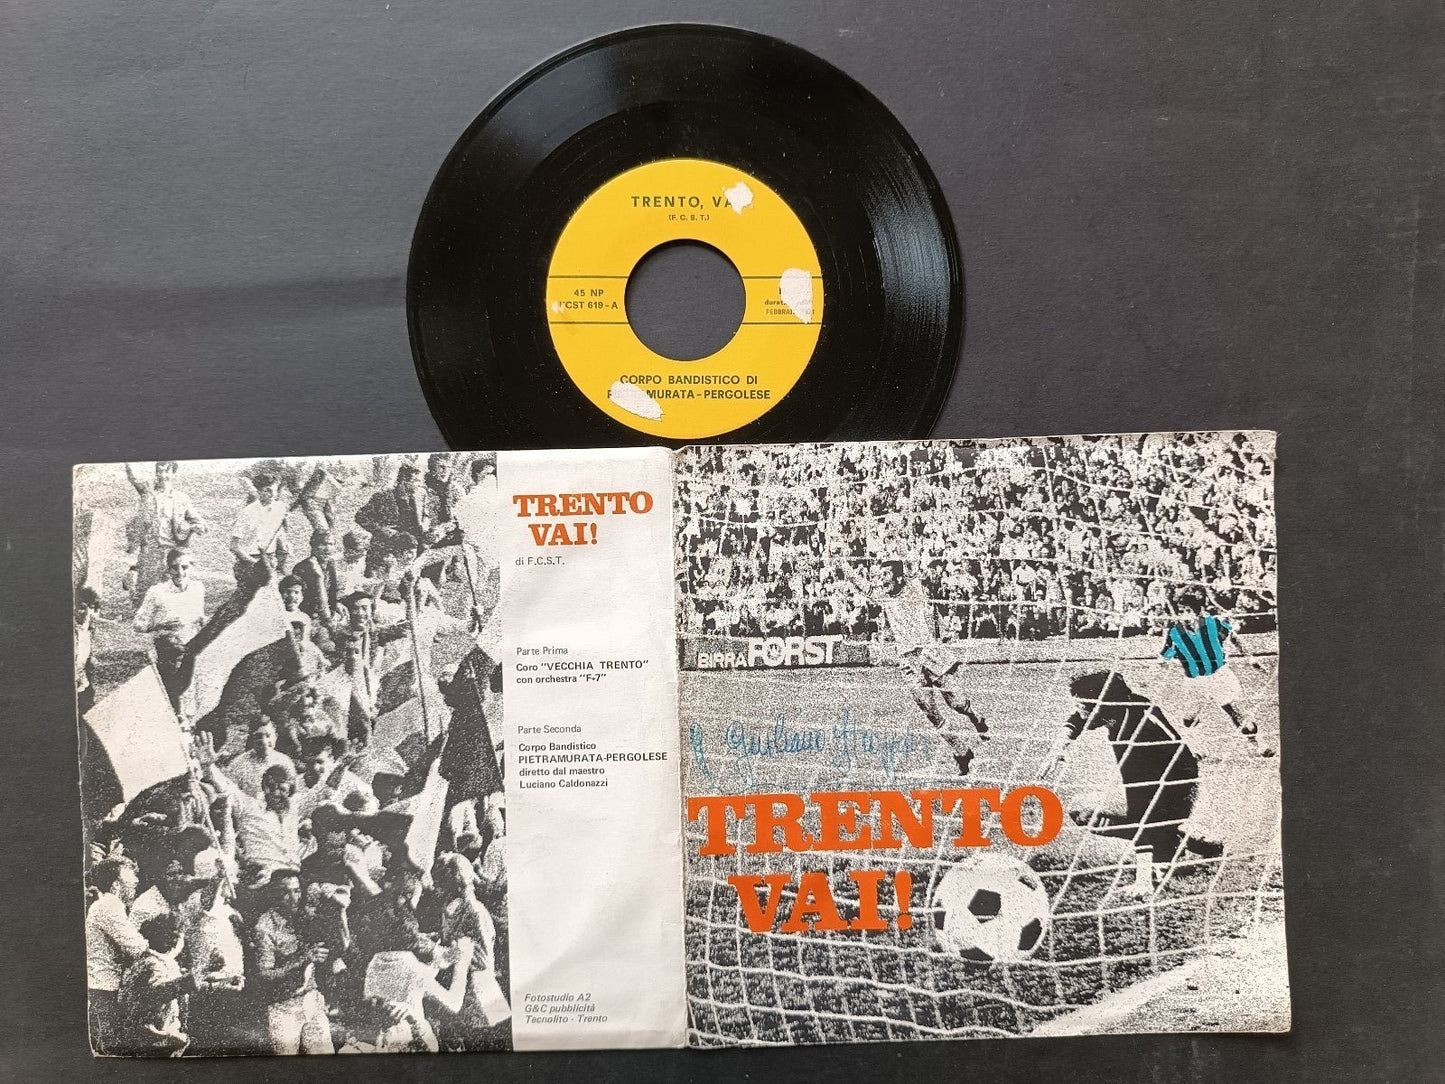 TRENTO, VA
(F. C. S. T.)
45 NP
FCST 619-A
CORPO BANDISTICO DI
PIETRAMURATA-PERGOLESE
TRENTO
VAI!
di F.C.S.T.
Parte Prima
Coro "VECCHIA TRENTO"
con orchestra "F+7"
Parte Seconda
Corpo Bandistico
PIETRAMURATA-PERGOLESE
diretto dal maestro
Luciano Caldonazzi
Fotostudio A2
G&C pubblicità
Tecnolito - Trento
BIRRA FORST
Giuliano
TRENTO
VAI!